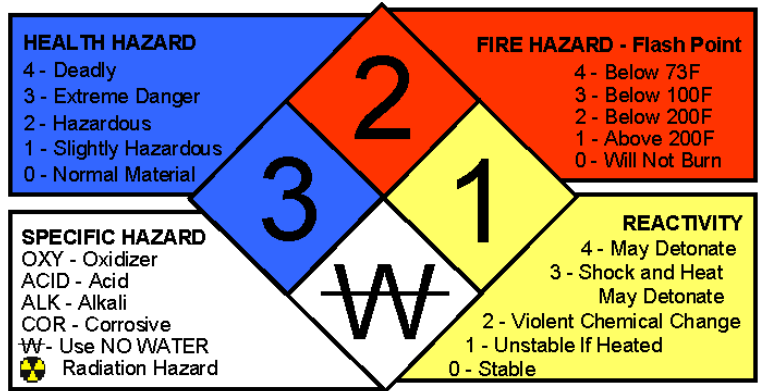 HEALTH HAZARD
4 - Deadly
3 - Extreme Danger
2 - Hazardous
1 - Slightly Hazardous
0 - Normal Material
FIRE HAZARD - Flash Point
4 - Below 73F
3 - Below 100F
2 - Below 200F
1 - Above 200F
0 - Will Not Burn
2
3
1
W
SPECIFIC HAZARD
OXY - Oxidizer
ACID - Acid
ALK - Alkali
COR - Corrosive
W - Use NO WATER
Radiation Hazard
REACTIVITY
4 - May Detonate
3 - Shock and Heat
May Detonate
2 - Violent Chemical Change
1 - Unstable If Heated
0 - Stable